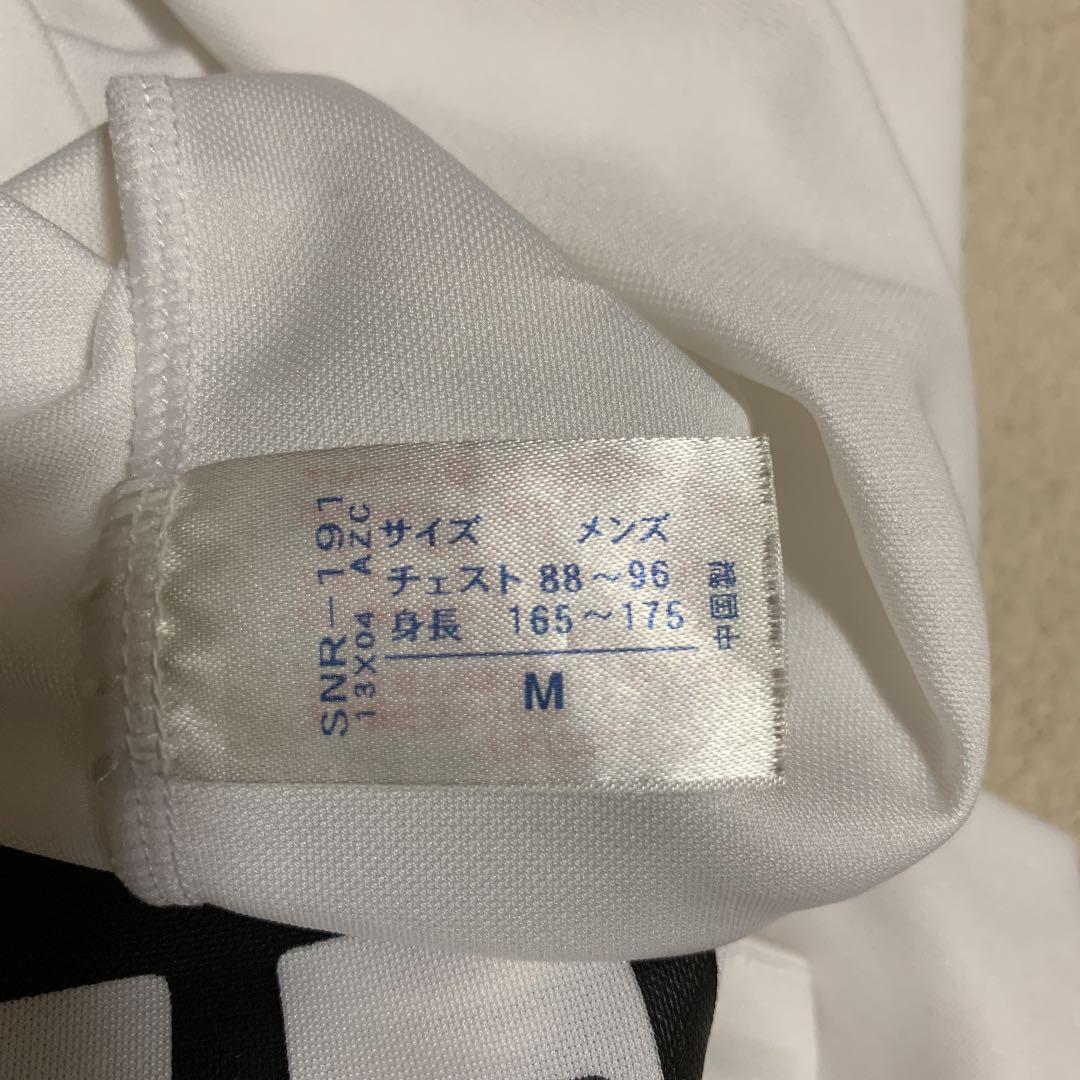 サイズ メンズ
チェスト 88～96
身長 165～175
M
SNR-191
13X04 AZC
中国製